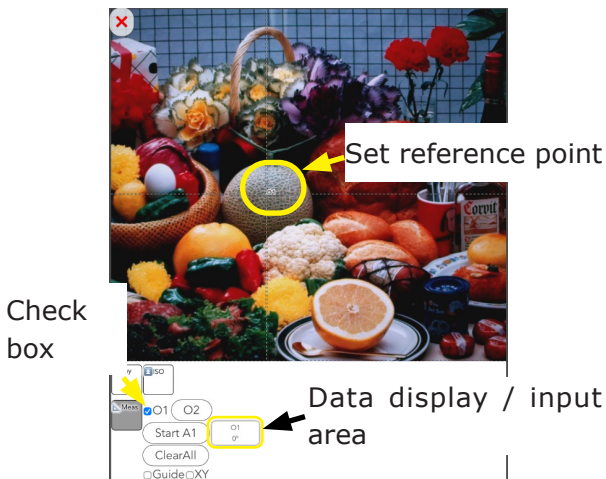 ×
Set reference point
Corvit
Check
box
ISO
Meas
O1 O2
Data display / input
area
Start A1
O1
0°
ClearAll
Guide XY